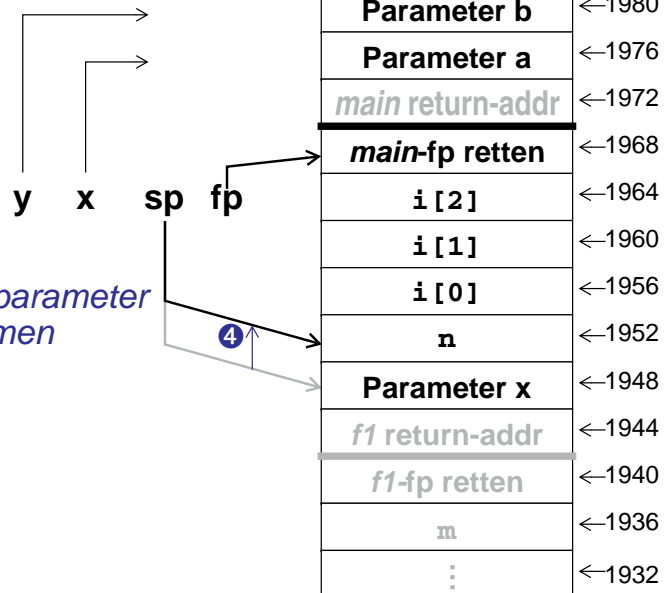 Parameter b ←1980
Parameter a ←1976
main return-addr ←1972
main-fp retten ←1968
y x sp fp
i[2] ←1964
i[1] ←1960
parameter
i[0] ←1956
men
❹
n ←1952
Parameter x ←1948
f1 return-addr ←1944
f1-fp retten ←1940
m ←1936
⋮ ←1932